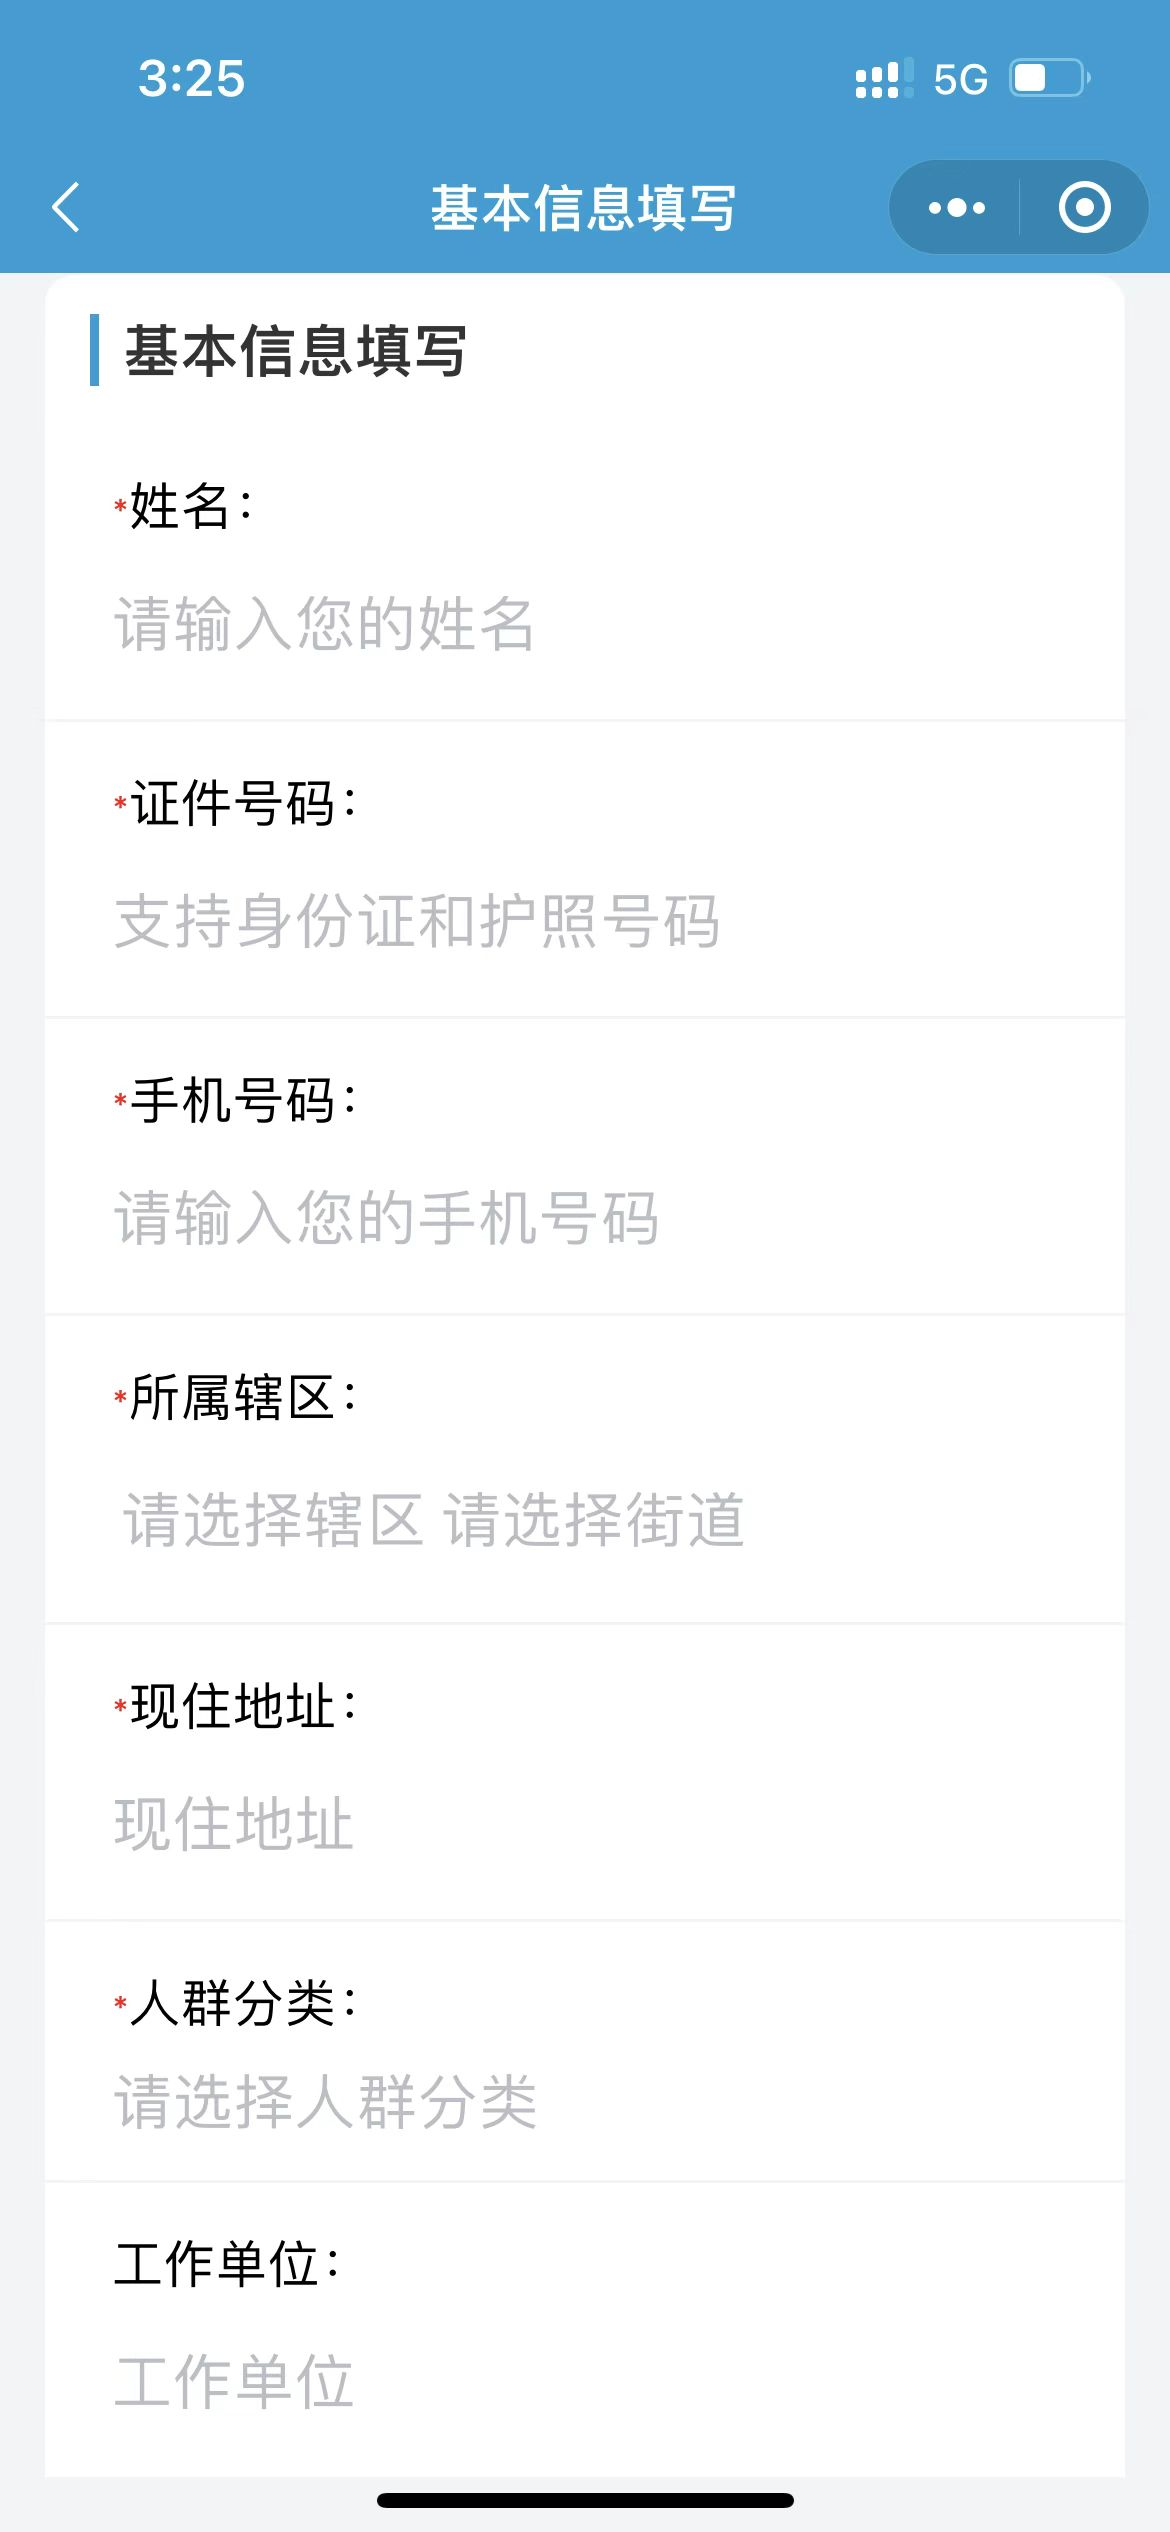 3:25
5G
基本信息填写
基本信息填写
*姓名：
请输入您的姓名
*证件号码：
支持身份证和护照号码
*手机号码：
请输入您的手机号码
*所属辖区：
请选择辖区 请选择街道
*现住地址：
现住地址
*人群分类：
请选择人群分类
工作单位：
工作单位